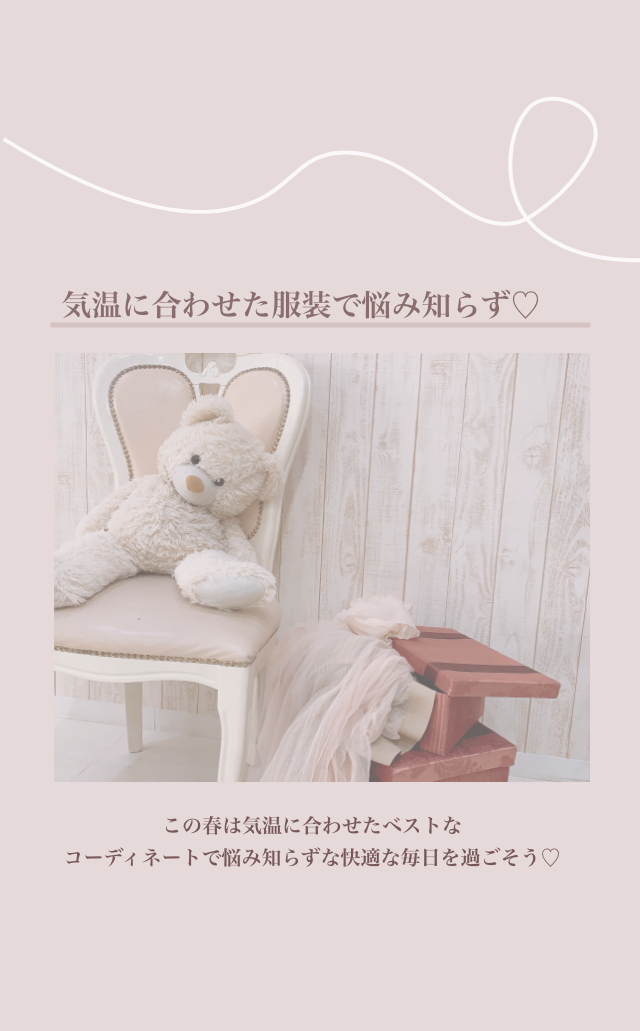 気温に合わせた服装で悩み知らず♡
この春は気温に合わせたベストな
コーディネートで悩み知らずな快適な毎日を過ごそう♡